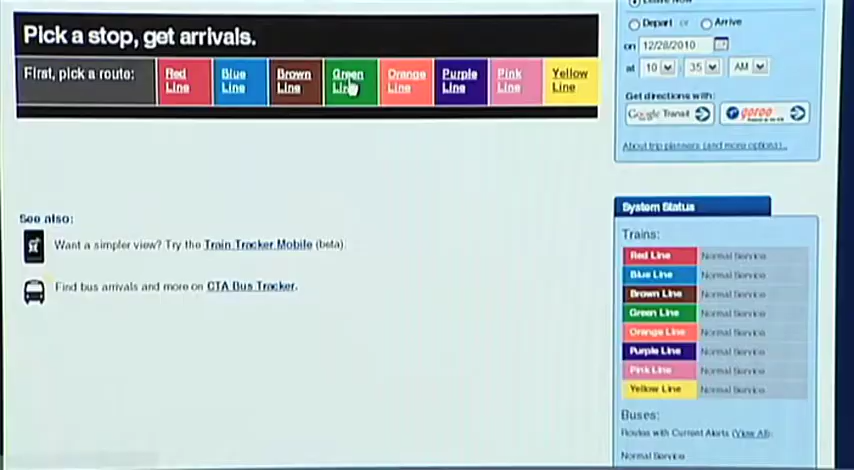 Pick a stop, get arrivals.
First, pick a route:
Red Line
Blue Line
Brown Line
Green Line
Orange Line
Purple Line
Pink Line
Yellow Line
See also:
Want a simpler view? Try the Train Tracker Mobile (beta).
Find bus arrivals and more on CTA Bus Tracker.
Leave Now
Depart or Arrive
on 12/28/2010
at 10 : 35 AM
Get directions with:
Google Transit
goroo
About trip planners (and more options)..
System Status
Trains:
Red Line Normal Service
Blue Line Normal Service
Brown Line Normal Service
Green Line Normal Service
Orange Line Normal Service
Purple Line Normal Service
Pink Line Normal Service
Yellow Line Normal Service
Buses:
Routes with Current Alerts (View All):
Normal Service